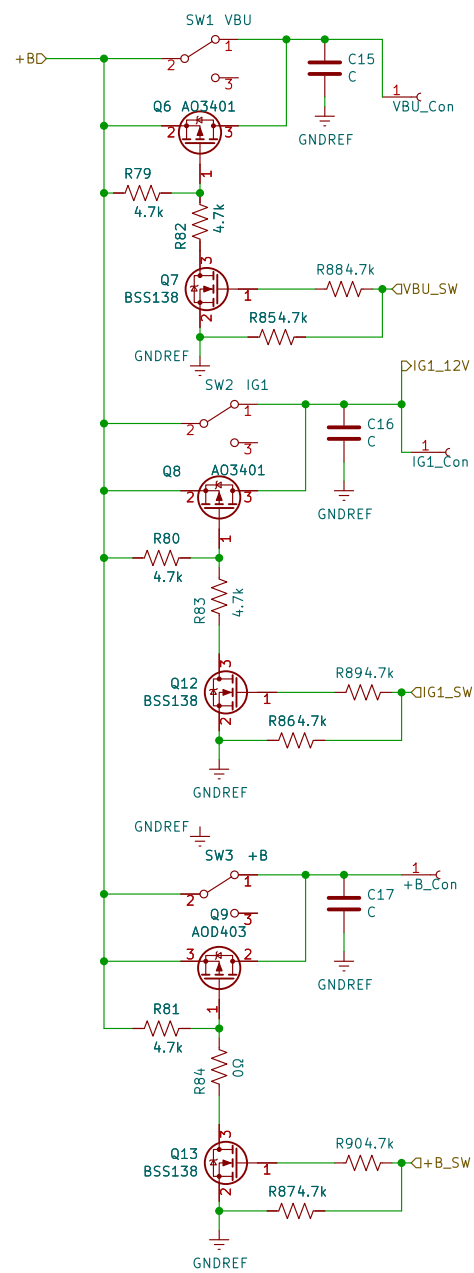 SW1 VBU
+B
1
2
3
C15
C
1
VBU_Con
GNDREF
Q6 AO3401
2
3
1
R79
4.7k
R82
4.7k
3
Q7
BSS138
1
2
R884.7k
VBU_SW
R854.7k
GNDREF
IG1_12V
SW2 IG1
1
2
3
C16
C
1
IG1_Con
GNDREF
Q8
AO3401
2
3
1
R80
4.7k
R83
4.7k
3
Q12
BSS138
1
2
R894.7k
IG1_SW
R864.7k
GNDREF
GNDREF
SW3 +B
1
2
3
C17
C
1
+B_Con
GNDREF
Q9
AOD403
3
2
1
R81
4.7k
R84
0Ω
3
Q13
BSS138
1
2
R904.7k
+B_SW
R874.7k
GNDREF